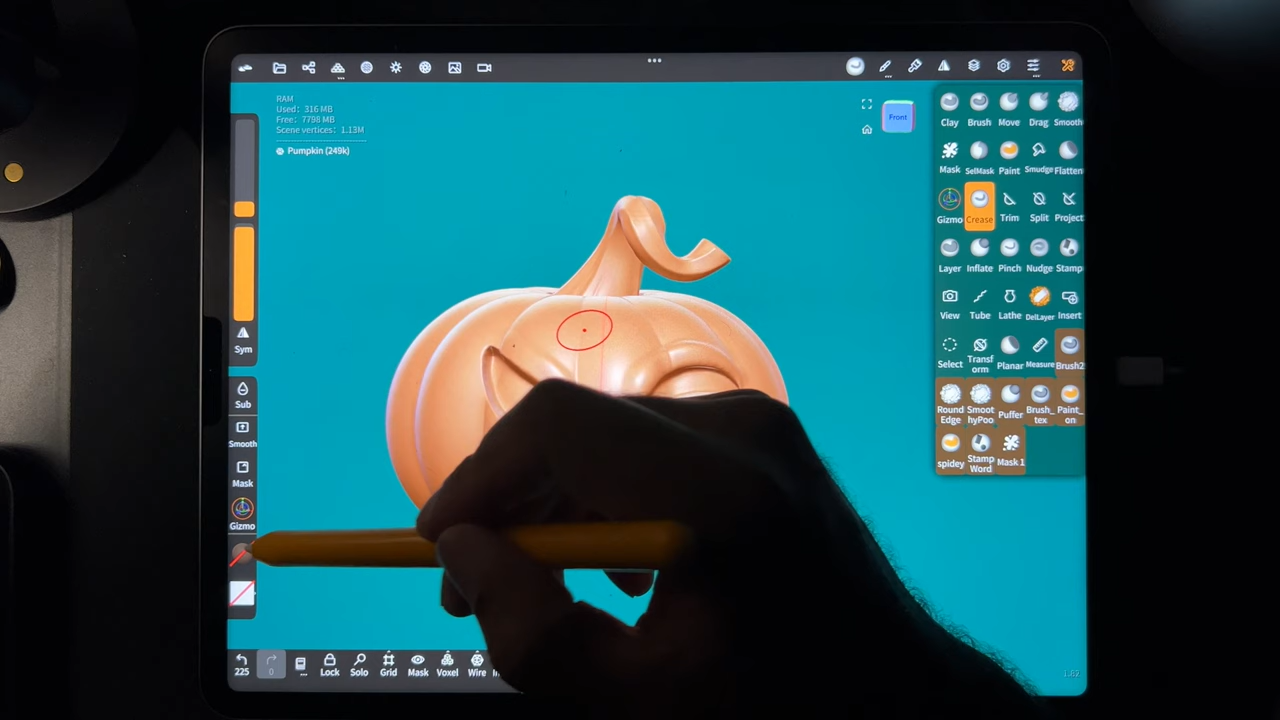 RAM
Used: 316 MB
Free: 7798 MB
Scene vertices: 1.13M
Pumpkin (249k)
Front
Clay Brush Move Drag Smooth
Mask SelMask Paint Smudge Flatten
Gizmo Crease Trim Split Project
Layer Inflate Pinch Nudge Stamp
View Tube Lathe DelLayer Insert
Select Transform Planar Measure Brush2
Round Edge SmoothyPoo Puffer Brush_tex Paint_on
spidey Stamp Word Mask 1
Sym
Sub
Smooth
Mask
Gizmo
225 0 ... Lock Solo Grid Mask Voxel Wire
1.62